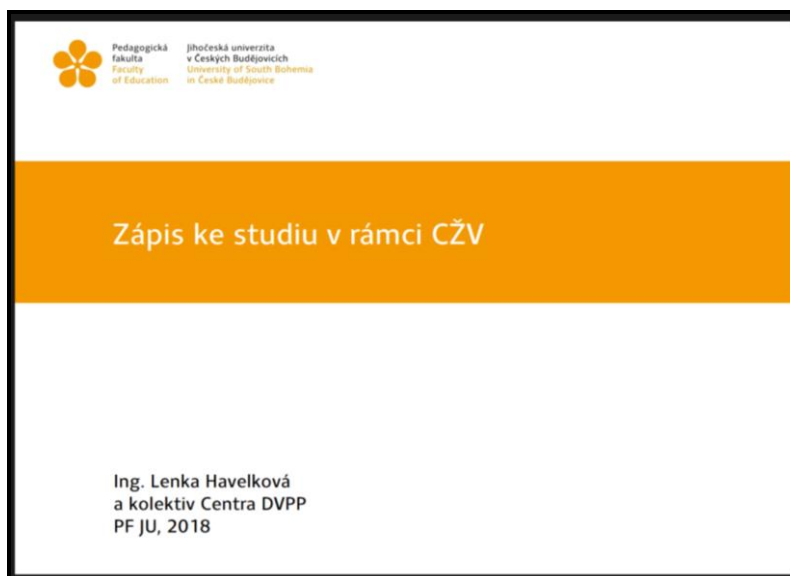 Pedagogická
fakulta
Faculty
of Education
Jihočeská univerzita
v Českých Budějovicích
University of South Bohemia
in České Budějovice
Zápis ke studiu v rámci CŽV
Ing. Lenka Havelková
a kolektiv Centra DVPP
PF JU, 2018